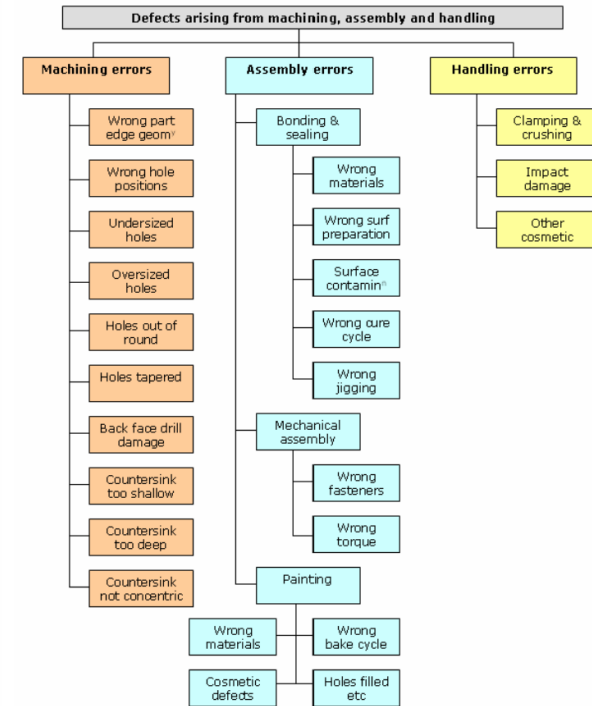 Defects arising from machining, assembly and handling
Machining errors
Wrong part
edge geomʸ
Wrong hole
positions
Undersized
holes
Oversized
holes
Holes out of
round
Holes tapered
Back face drill
damage
Countersink
too shallow
Countersink
too deep
Countersink
not concentric
Assembly errors
Bonding &
sealing
Wrong
materials
Wrong surf
preparation
Surface
contaminⁿ
Wrong cure
cycle
Wrong
jigging
Mechanical
assembly
Wrong
fasteners
Wrong
torque
Painting
Wrong
materials
Wrong
bake cycle
Cosmetic
defects
Holes filled
etc
Handling errors
Clamping &
crushing
Impact
damage
Other
cosmetic